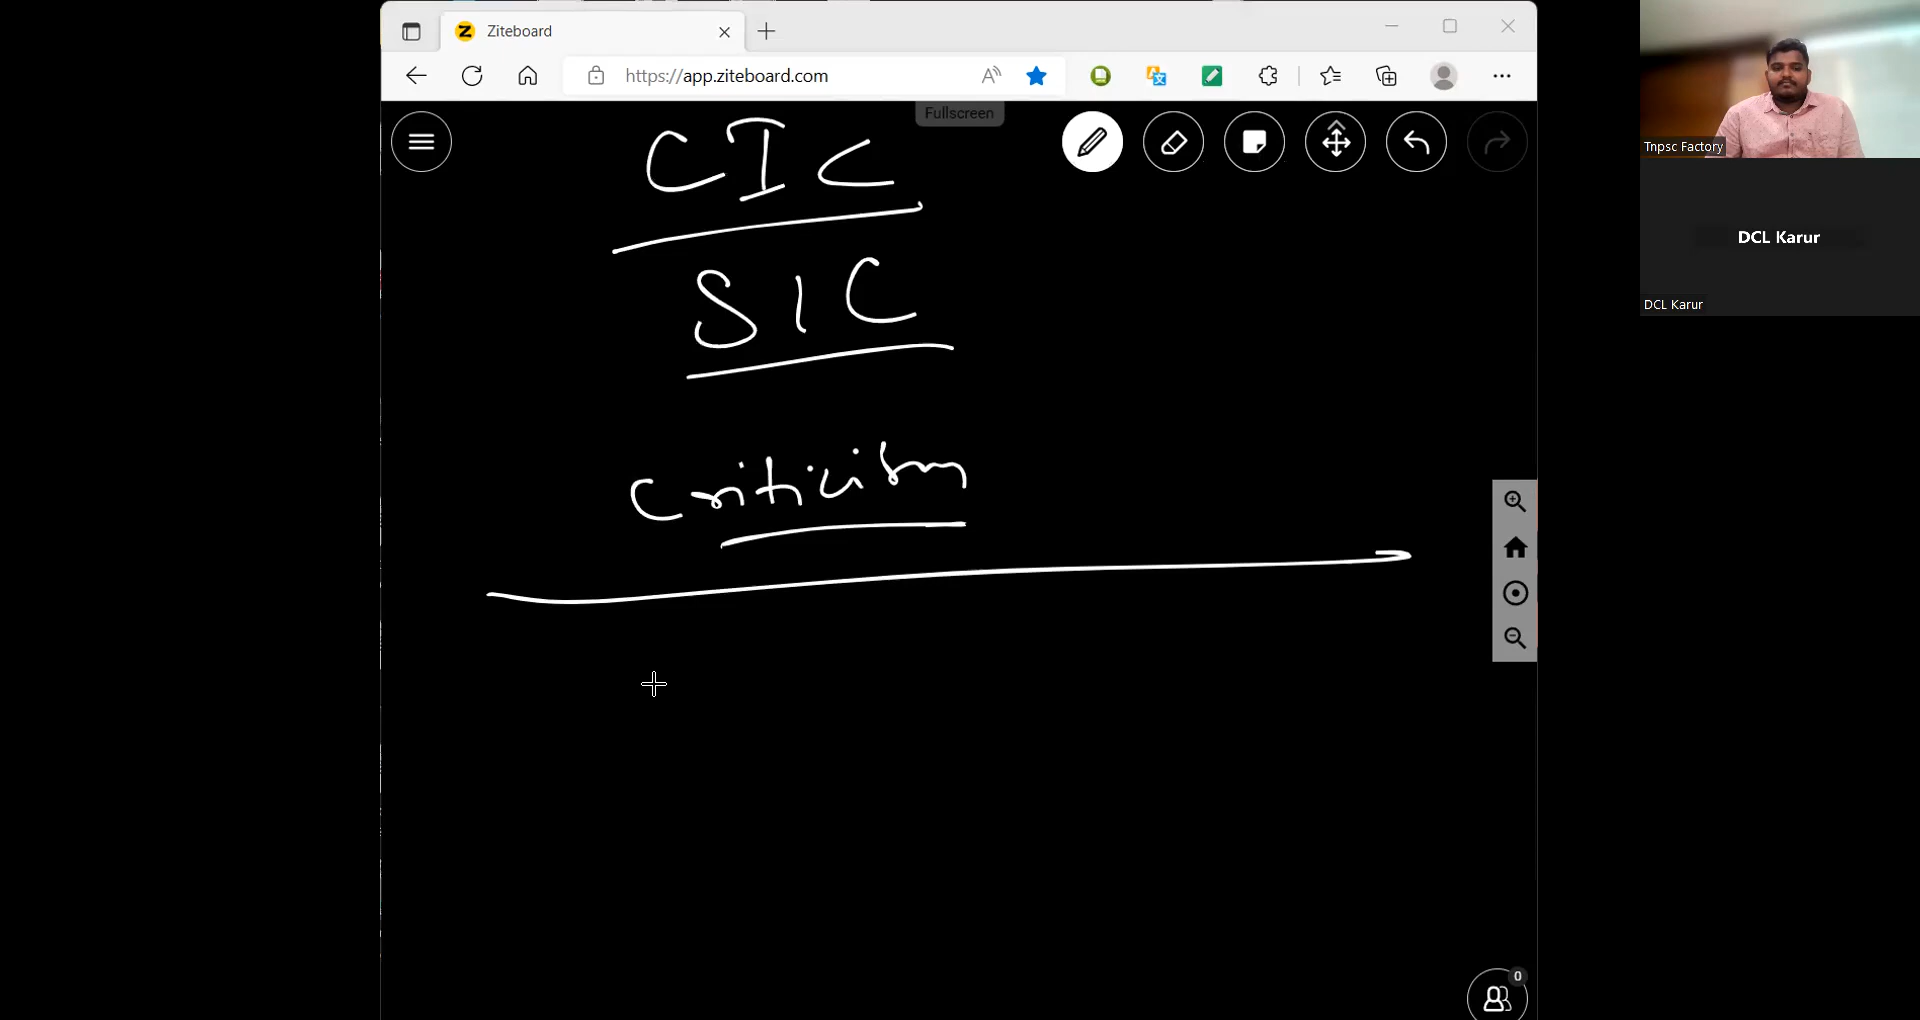 Ziteboard
https://app.ziteboard.com
Fullscreen
CIC
SIC
Criticism
Tnpsc Factory
DCL Karur
DCL Karur
0